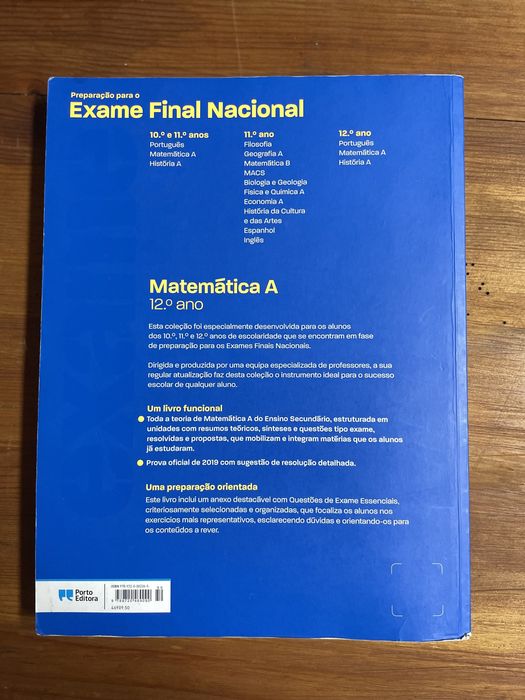 Preparação para o
Exame Final Nacional
10.º e 11.º anos
Português
Matemática A
História A
11.º ano
Filosofia
Geografia A
Matemática B
MACS
Biologia e Geologia
Física e Química A
Economia A
História da Cultura
e das Artes
Espanhol
Inglês
12.º ano
Português
Matemática A
História A
Matemática A
12.º ano
Esta coleção foi especialmente desenvolvida para os alunos
dos 10.º, 11.º e 12.º anos de escolaridade que se encontram em fase
de preparação para os Exames Finais Nacionais.
Dirigida e produzida por uma equipa especializada de professores, a sua
regular atualização faz desta coleção o instrumento ideal para o sucesso
escolar de qualquer aluno.
Um livro funcional
Toda a teoria de Matemática A do Ensino Secundário, estruturada em
unidades com resumos teóricos, sínteses e questões tipo exame,
resolvidas e propostas, que mobilizam e integram matérias que os alunos
já estudaram.
Prova oficial de 2019 com sugestão de resolução detalhada.
Uma preparação orientada
Este livro inclui um anexo destacável com Questões de Exame Essenciais,
criteriosamente selecionadas e organizadas, que focaliza os alunos nos
exercícios mais representativos, esclarecendo dúvidas e orientando-os para
os conteúdos a rever.
Porto
Editora
ISBN